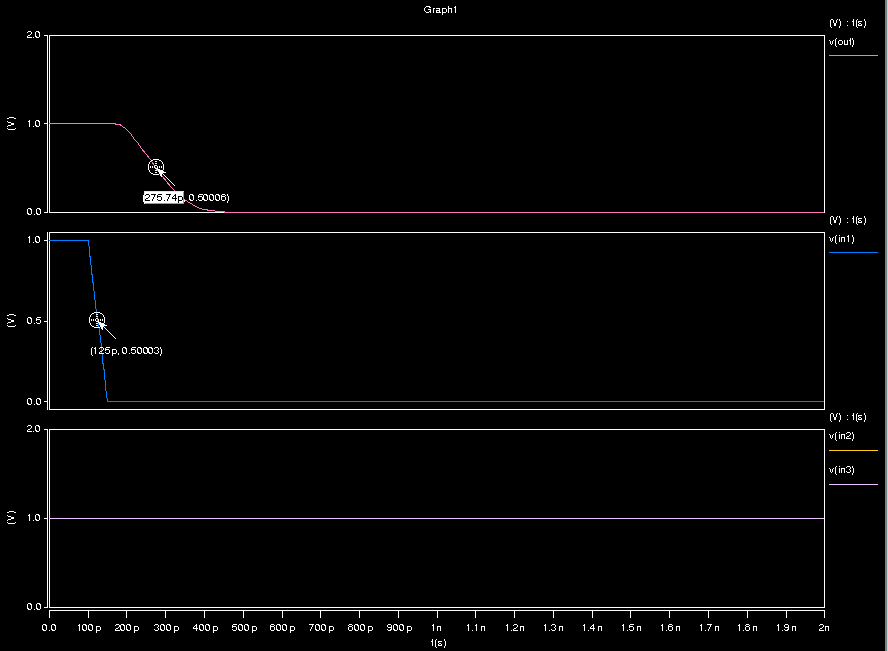 Graph1
(V) : t(s)
v(out)
2.0
(V)
1.0
(275.74p, 0.50006)
0.0
(V) : t(s)
v(in1)
1.0
(V)
0.5
(125p, 0.50003)
0.0
(V) : t(s)
v(in2)
v(in3)
2.0
(V)
1.0
0.0
0.0 100p 200p 300p 400p 500p 600p 700p 800p 900p 1n 1.1n 1.2n 1.3n 1.4n 1.5n 1.6n 1.7n 1.8n 1.9n 2n
t(s)